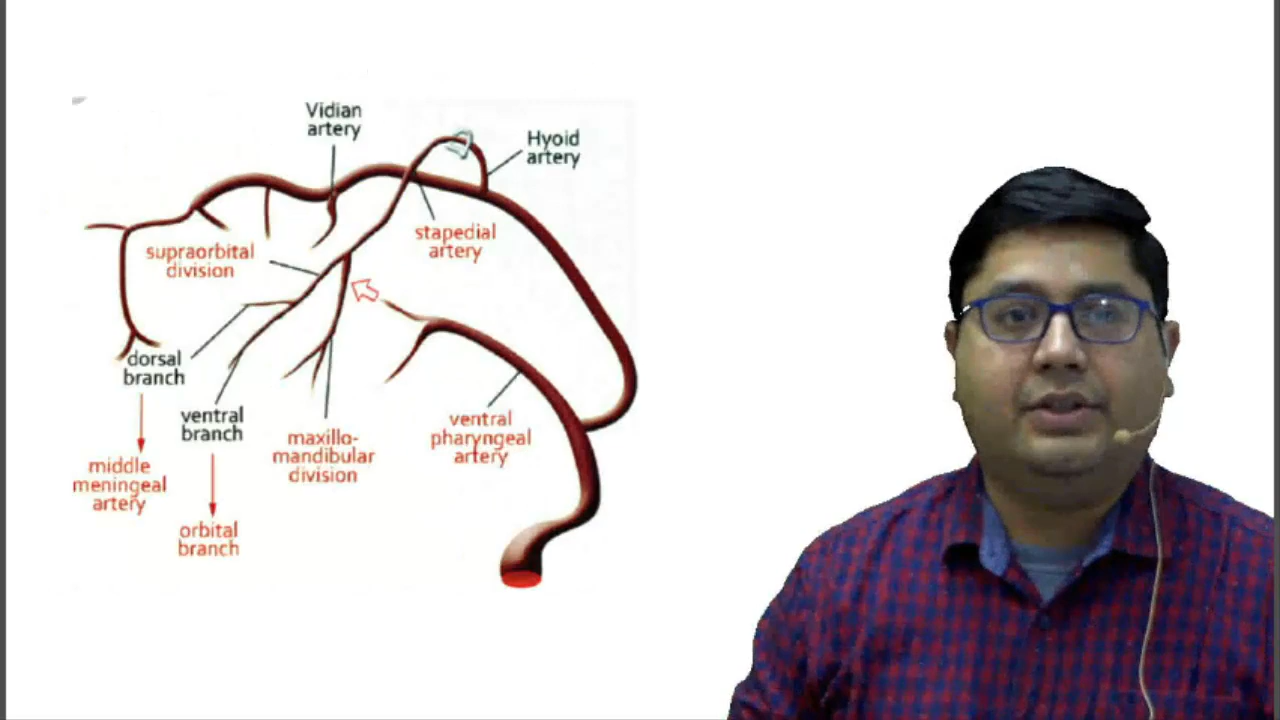 Vidian
artery
Hyoid
artery
stapedial
artery
supraorbital
division
dorsal
branch
ventral
branch
maxillo-
mandibular
division
ventral
pharyngeal
artery
middle
meningeal
artery
orbital
branch